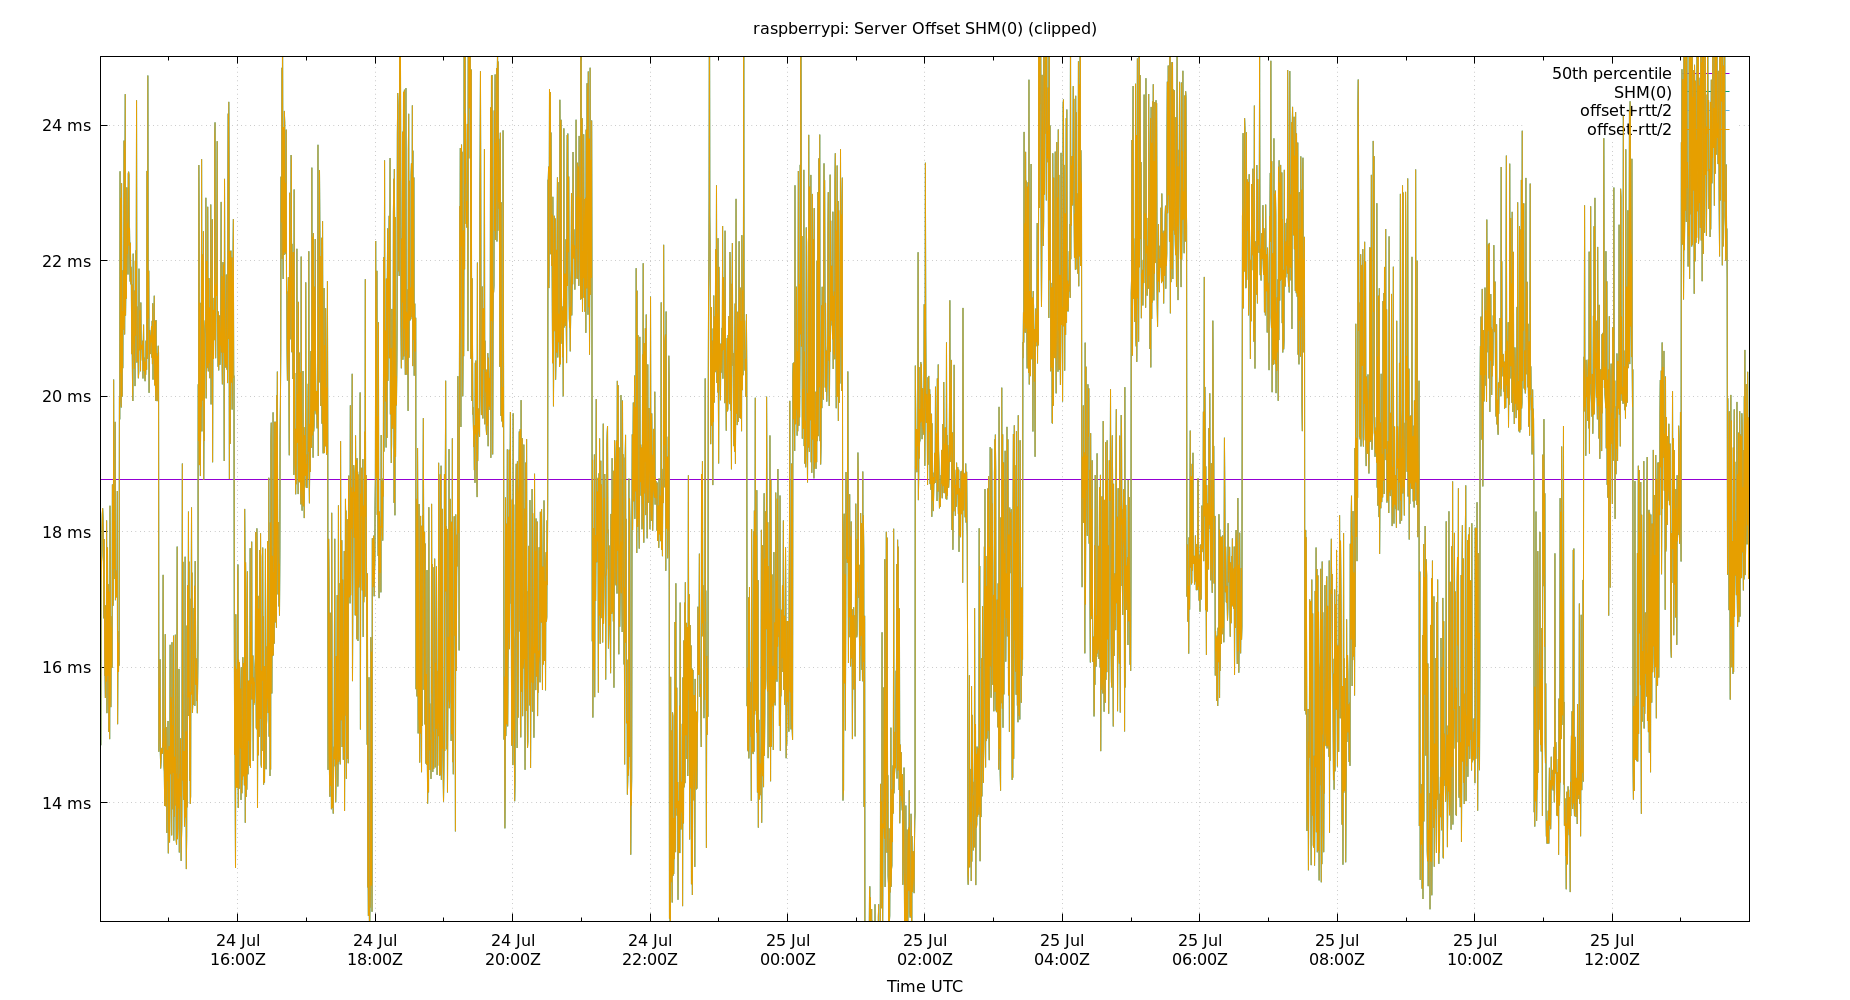 raspberrypi: Server Offset SHM(0) (clipped)
50th percentile
SHM(0)
offset+rtt/2
offset-rtt/2
24 ms
22 ms
20 ms
18 ms
16 ms
14 ms
24 Jul 24 Jul 24 Jul 24 Jul 25 Jul 25 Jul 25 Jul 25 Jul 25 Jul 25 Jul 25 Jul
16:00Z 18:00Z 20:00Z 22:00Z 00:00Z 02:00Z 04:00Z 06:00Z 08:00Z 10:00Z 12:00Z
Time UTC